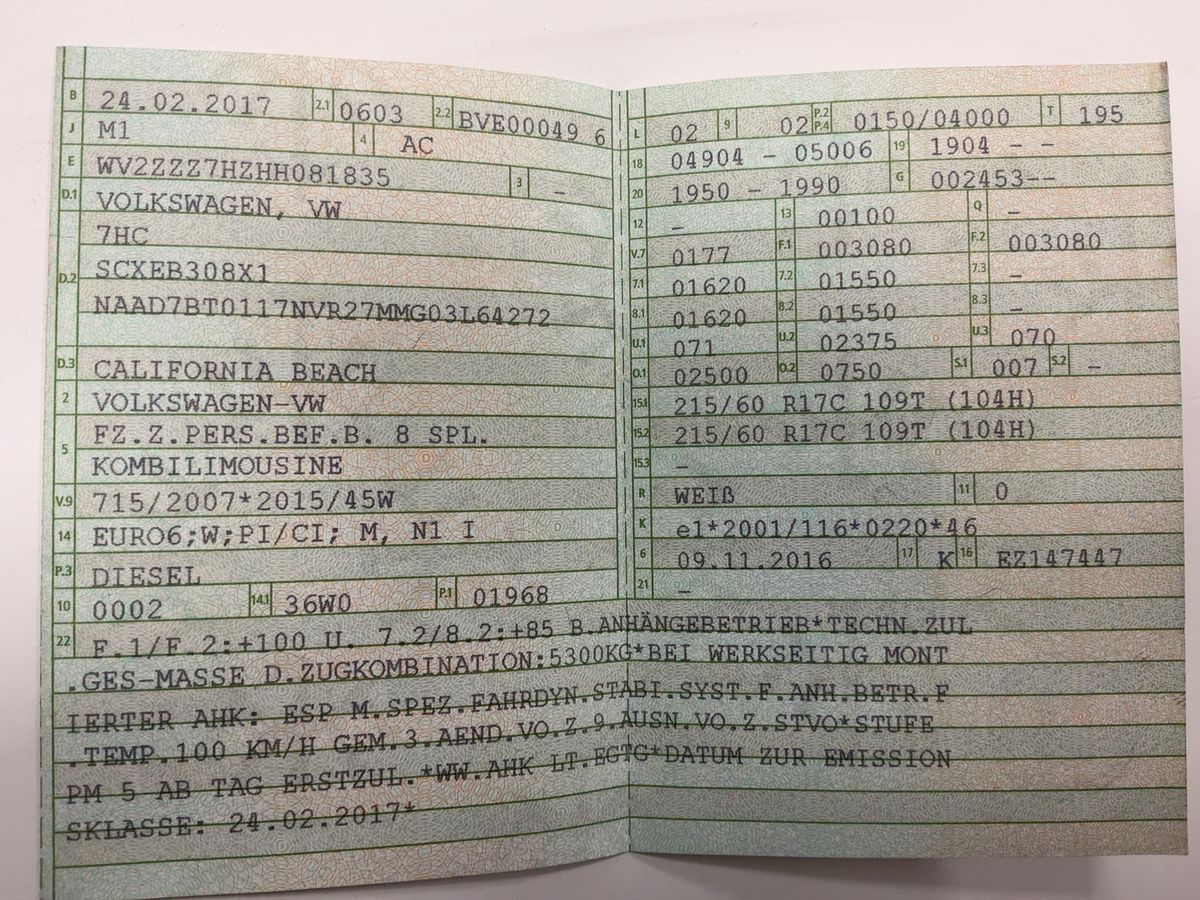 B 24.02.2017 2.1 0603 2.2 BVE00049 6
J M1 4 AC
E WV2ZZZ7HZHH081835 3 –
D.1 VOLKSWAGEN, VW
7HC
D.2 SCXEB308X1
NAAD7BT0117NVR27MMG03L64272
D.3 CALIFORNIA BEACH
2 VOLKSWAGEN-VW
5 FZ.Z.PERS.BEF.B. 8 SPL.
KOMBILIMOUSINE
V.9 715/2007*2015/45W
14 EURO6;W;PI/CI; M, N1 I
P.3 DIESEL
10 0002 14.1 36W0 P.1 01968
L 02 9 02 P.2 P.4 0150/04000 T 195
18 04904 – 05006 19 1904 – –
20 1950 – 1990 G 002453--
12 – 13 00100 Q –
V.7 0177 F.1 003080 F.2 003080
7.1 01620 7.2 01550 7.3 –
8.1 01620 8.2 01550 8.3 –
U.1 071 U.2 02375 U.3 070
O.1 02500 O.2 0750 S.1 007 S.2 –
15.1 215/60 R17C 109T (104H)
15.2 215/60 R17C 109T (104H)
15.3 –
R WEIß 11 0
K e1*2001/116*0220*46
6 09.11.2016 17 K 16 EZ147447
21 –
22 F.1/F.2:+100 U. 7.2/8.2:+85 B.ANHÄNGEBETRIEB*TECHN.ZUL
.GES-MASSE D.ZUGKOMBINATION:5300KG*BEI WERKSEITIG MONT
IERTER AHK: ESP M.SPEZ.FAHRDYN.STABI.SYST.F.ANH.BETR.F
.TEMP.100 KM/H GEM.3.AEND.VO.Z.9.AUSN.VO.Z.STVO*STUFE
PM 5 AB TAG ERSTZUL.*WW.AHK LT.EGTG*DATUM ZUR EMISSION
SKLASSE: 24.02.2017*